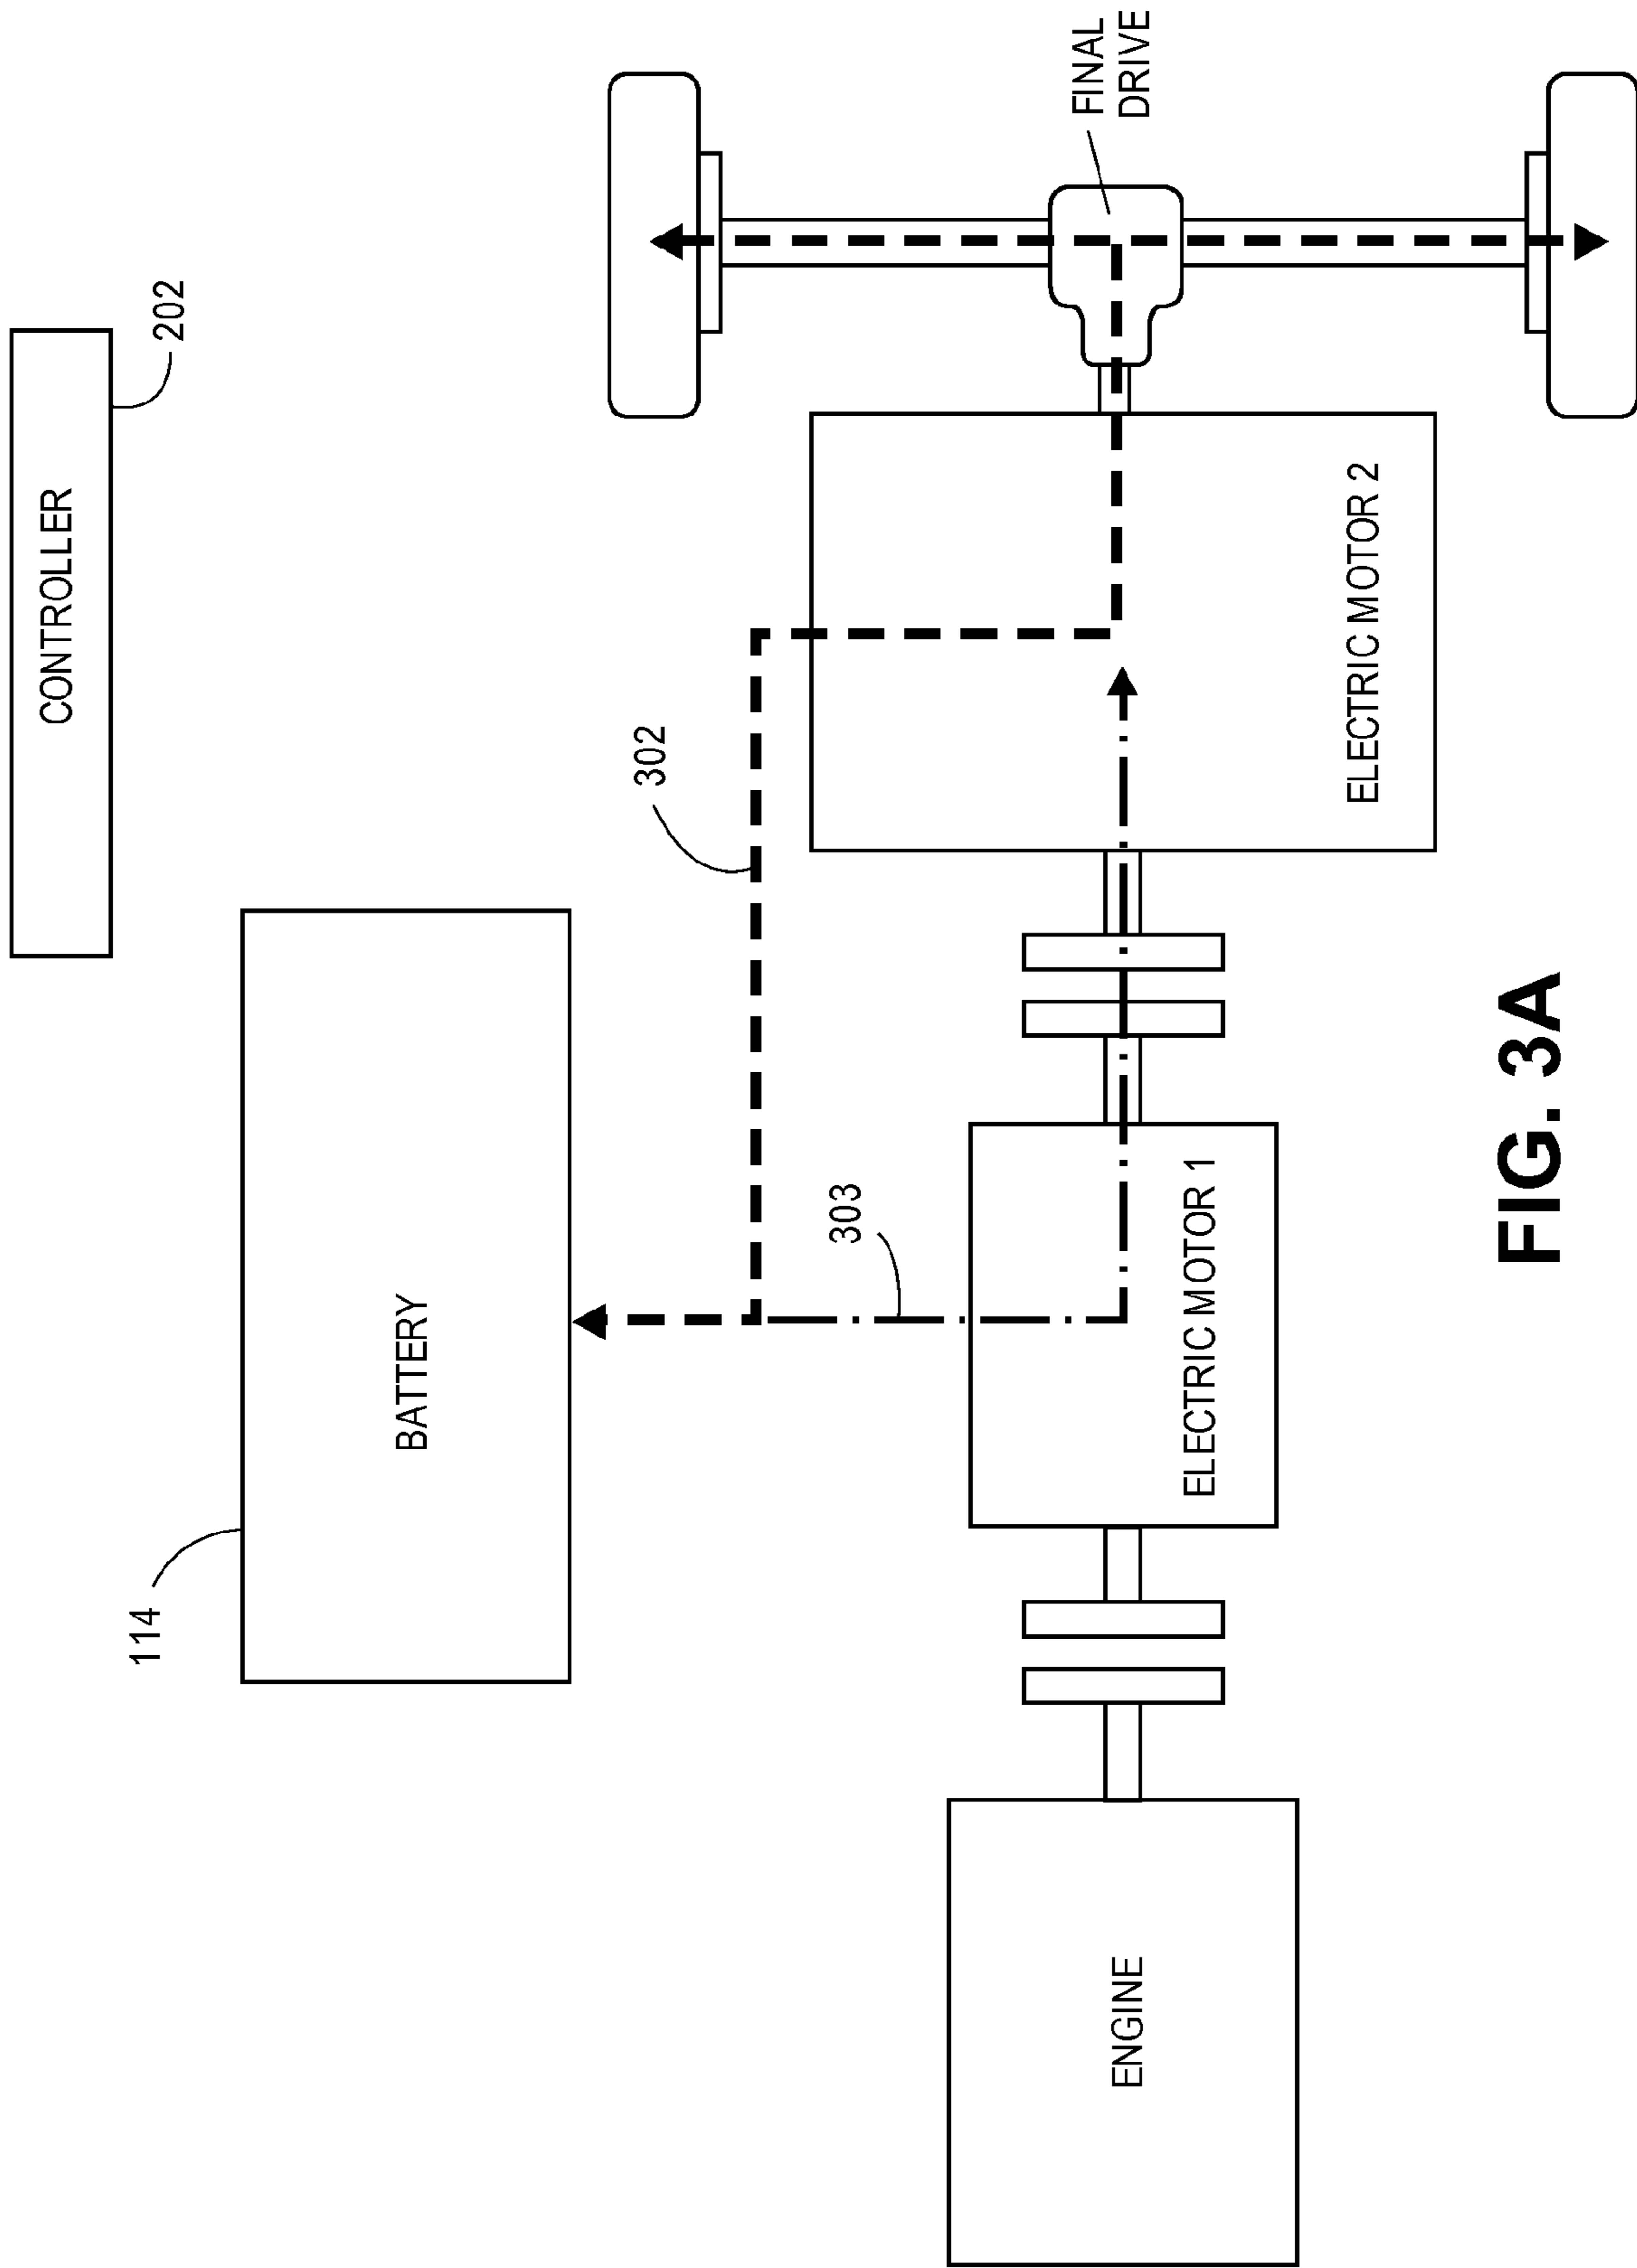 CONTROLLER
202
114
BATTERY
302
303
FINAL
DRIVE
ENGINE
ELECTRIC MOTOR 1
ELECTRIC MOTOR 2
FIG. 3A